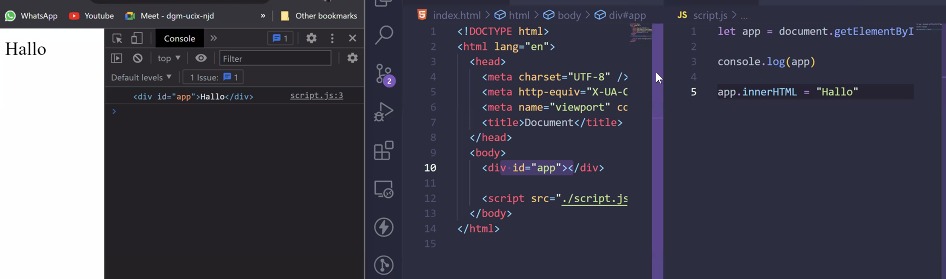 WhatsApp YouTube Meet - dgm-ucix-njd » Other bookmarks
Hallo
Console » 1
top ▾ Filter
Default levels ▾ 1 Issue: 1
<div id="app">Hallo</div> script.js:3
>
2
index.html > html > body > div#app
1 <!DOCTYPE html>
2 <html lang="en">
3 <head>
4 <meta charset="UTF-8" />
5 <meta http-equiv="X-UA-C
6 <meta name="viewport" co
7 <title>Document</title>
8 </head>
9 <body>
10 <div id="app"></div>
11
12 <script src="./script.js
13 </body>
14 </html>
15
JS script.js > ...
1 let app = document.getElementByI
2
3 console.log(app)
4
5 app.innerHTML = "Hallo"